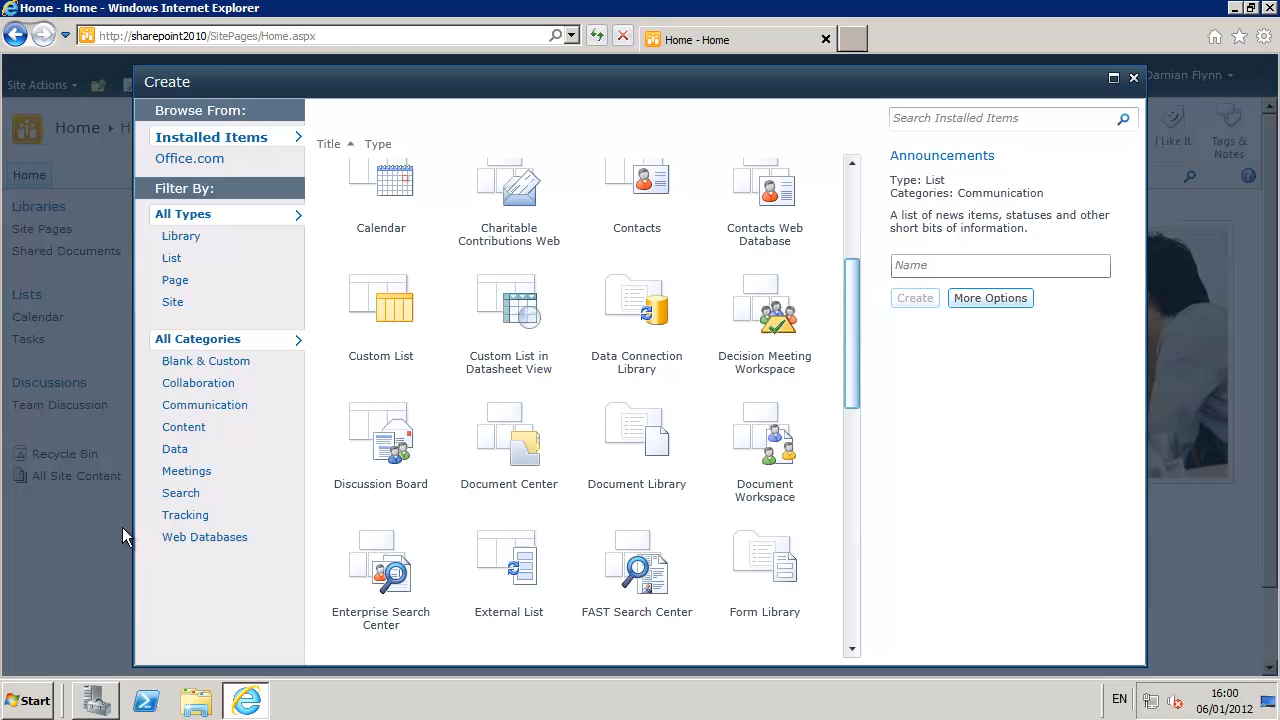 Home - Home - Windows Internet Explorer
http://sharepoint2010/SitePages/Home.aspx
Home - Home
Site Actions
Damian Flynn
Home
I Like It
Tags &
Notes
Home
Libraries
Site Pages
Shared Documents
Lists
Calendar
Tasks
Discussions
Team Discussion
Recycle Bin
All Site Content
Create
Browse From:
Installed Items
Office.com
Filter By:
All Types
Library
List
Page
Site
All Categories
Blank & Custom
Collaboration
Communication
Content
Data
Meetings
Search
Tracking
Web Databases
Title
Type
Calendar
Charitable
Contributions Web
Contacts
Contacts Web
Database
Custom List
Custom List in
Datasheet View
Data Connection
Library
Decision Meeting
Workspace
Discussion Board
Document Center
Document Library
Document
Workspace
Enterprise Search
Center
External List
FAST Search Center
Form Library
Search Installed Items
Announcements
Type: List
Categories: Communication
A list of news items, statuses and other
short bits of information.
Name
Create
More Options
Start
EN
16:00
06/01/2012